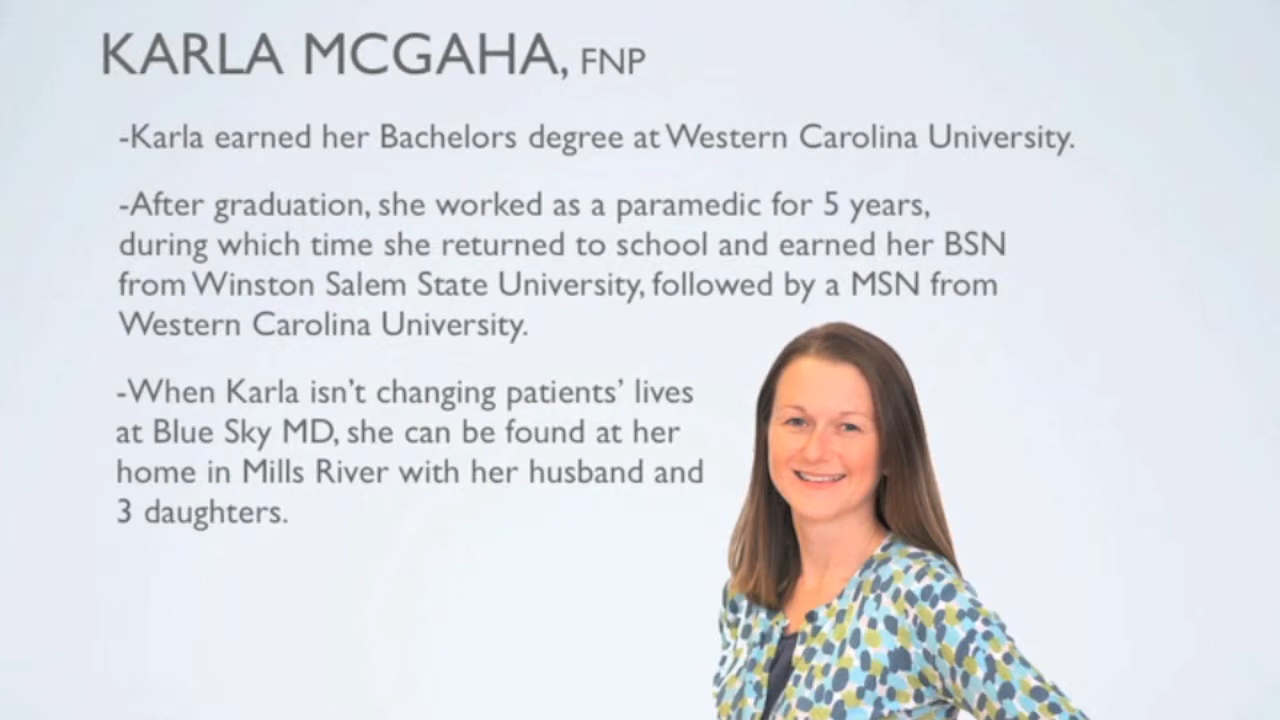 KARLA MCGAHA, FNP
-Karla earned her Bachelors degree at Western Carolina University.
-After graduation, she worked as a paramedic for 5 years,
during which time she returned to school and earned her BSN
from Winston Salem State University, followed by a MSN from
Western Carolina University.
-When Karla isn't changing patients' lives
at Blue Sky MD, she can be found at her
home in Mills River with her husband and
3 daughters.